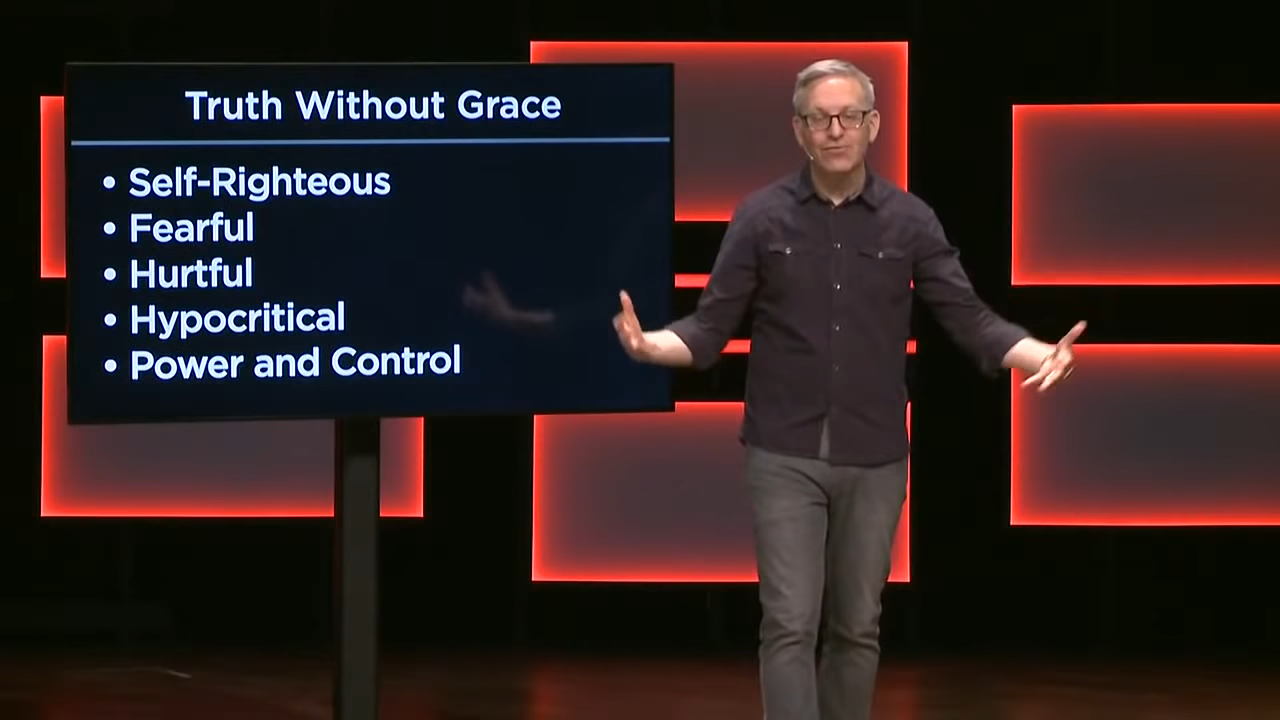 Truth Without Grace
• Self-Righteous
• Fearful
• Hurtful
• Hypocritical
• Power and Control